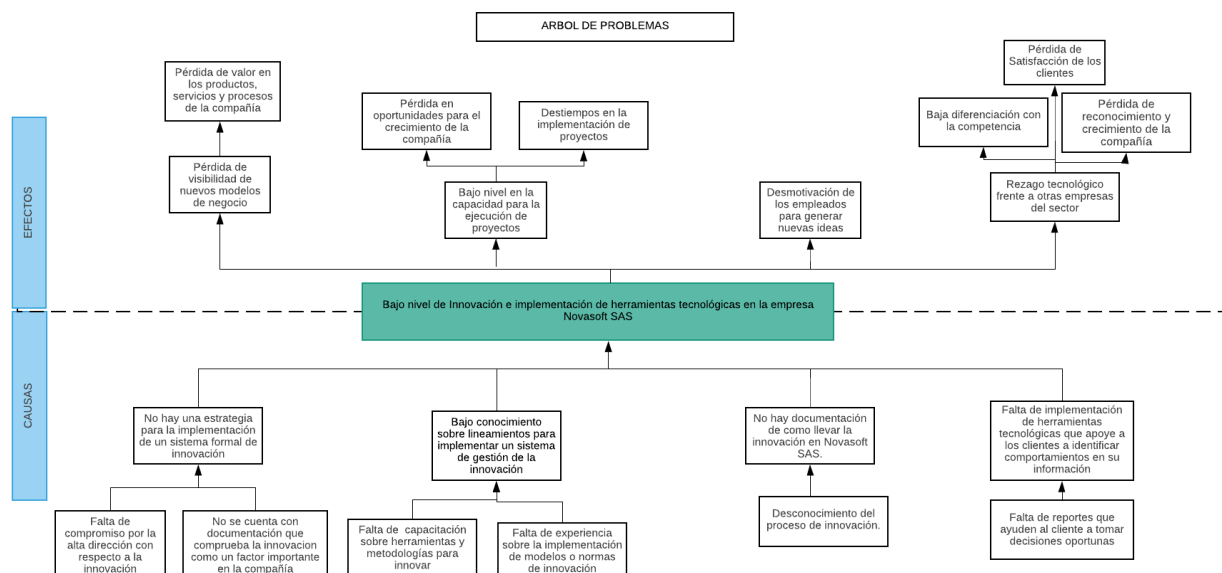 ARBOL DE PROBLEMAS
Pérdida de
Satisfacción de los
clientes
Pérdida de valor en
los productos,
servicios y procesos
de la compañía
Pérdida en
oportunidades para el
crecimiento de la
compañía
Destiempos en la
implementación de
proyectos
Baja diferenciación con
la competencia
Pérdida de
reconocimiento y
crecimiento de la
compañía
EFECTOS
Pérdida de
visibilidad de
nuevos modelos de
negocio
Bajo nivel en la
capacidad para la
ejecución de
proyectos
Desmotivación de
los empleados
para generar
nuevas ideas
Rezago tecnológico
frente a otras empresas
del sector
Bajo nivel de Innovación e implementación de herramientas tecnológicas en la empresa
Novasoft SAS
CAUSAS
No hay una estrategia
para la implementación
de un sistema formal de
innovación
Bajo conocimiento
sobre lineamientos para
implementar un sistema
de gestión de la
innovación
No hay documentación
de como llevar la
innovación en Novasoft
SAS.
Falta de implementación
de herramientas
tecnológicas que apoye a
los clientes a identificar
comportamientos en su
información
Falta de
compromiso por la
alta dirección con
respecto a la
innovación
No se cuenta con
documentación que
comprueba la innovacion
como un factor importante
en la compañía
Falta de capacitación
sobre herramientas y
metodologías para
innovar
Falta de experiencia
sobre la implementación
de modelos o normas
de innovación
Desconocimiento del
proceso de innovación.
Falta de reportes que
ayuden al cliente a tomar
decisiones oportunas